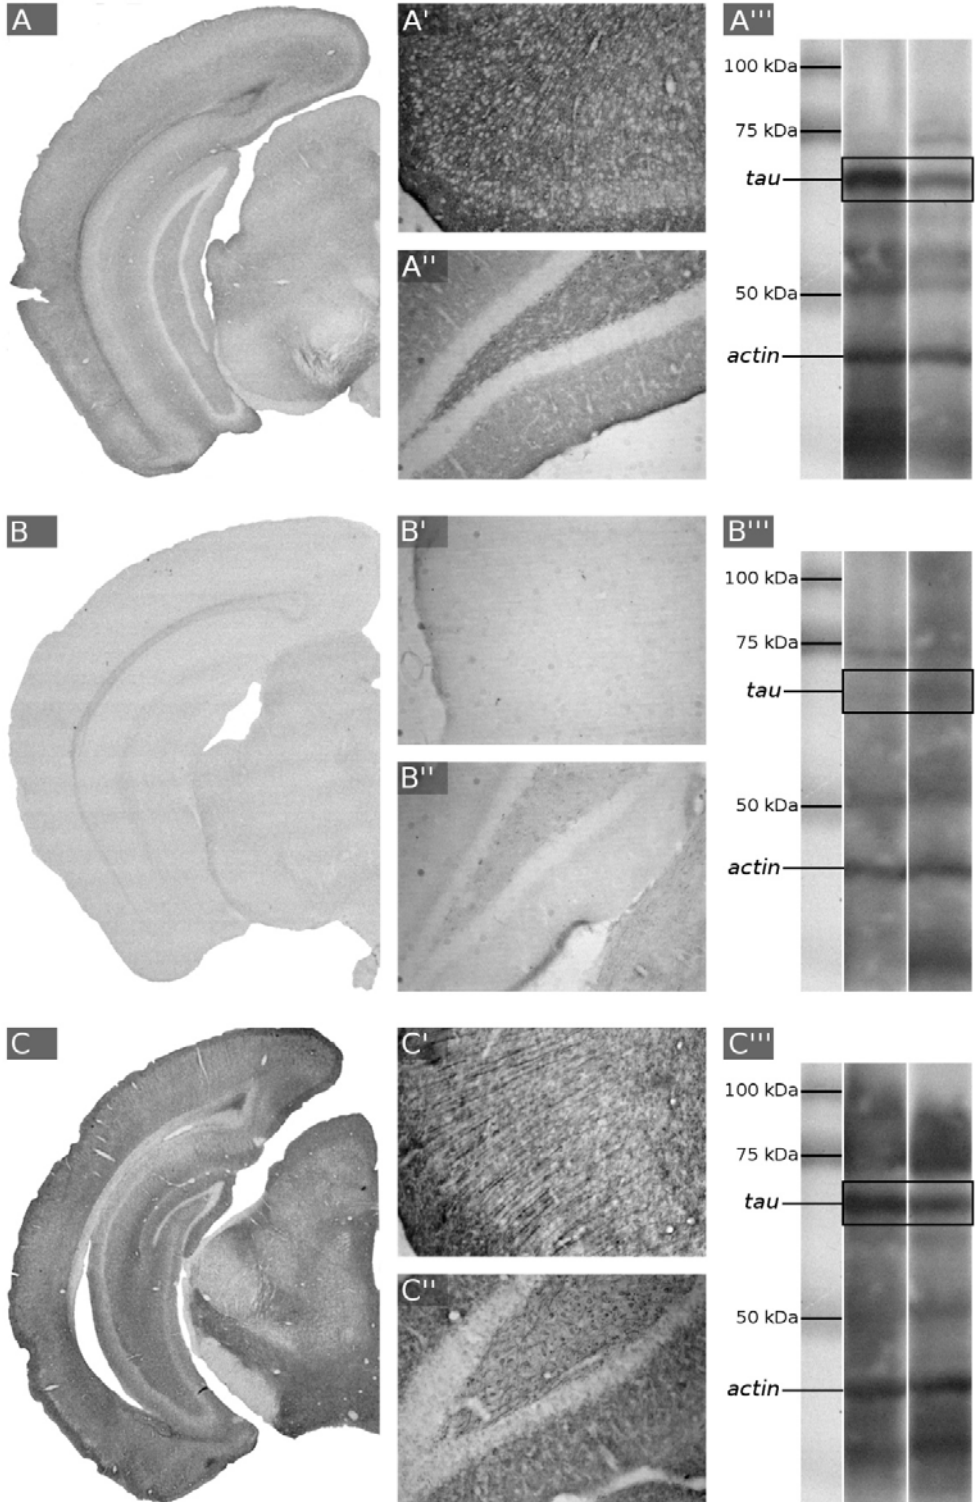 A
A'
A''
A'''
100 kDa
75 kDa
tau
50 kDa
actin
B
B'
B''
B'''
100 kDa
75 kDa
tau
50 kDa
actin
C
C'
C''
C'''
100 kDa
75 kDa
tau
50 kDa
actin